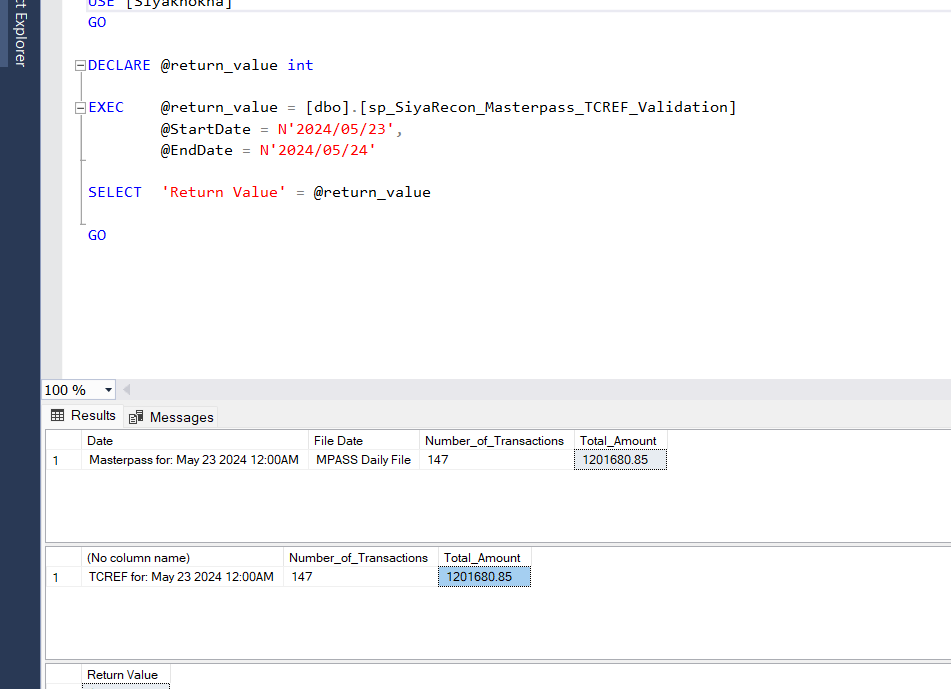 USE [Siyakhokha]
ct Explorer
GO
DECLARE @return_value int
EXEC @return_value = [dbo].[sp_SiyaRecon_Masterpass_TCREF_Validation]
@StartDate = N'2024/05/23',
@EndDate = N'2024/05/24'
SELECT 'Return Value' = @return_value
GO
100 %
Results Messages
Date File Date Number_of_Transactions Total_Amount
1 Masterpass for: May 23 2024 12:00AM MPASS Daily File 147 1201680.85
(No column name) Number_of_Transactions Total_Amount
1 TCREF for: May 23 2024 12:00AM 147 1201680.85
Return Value